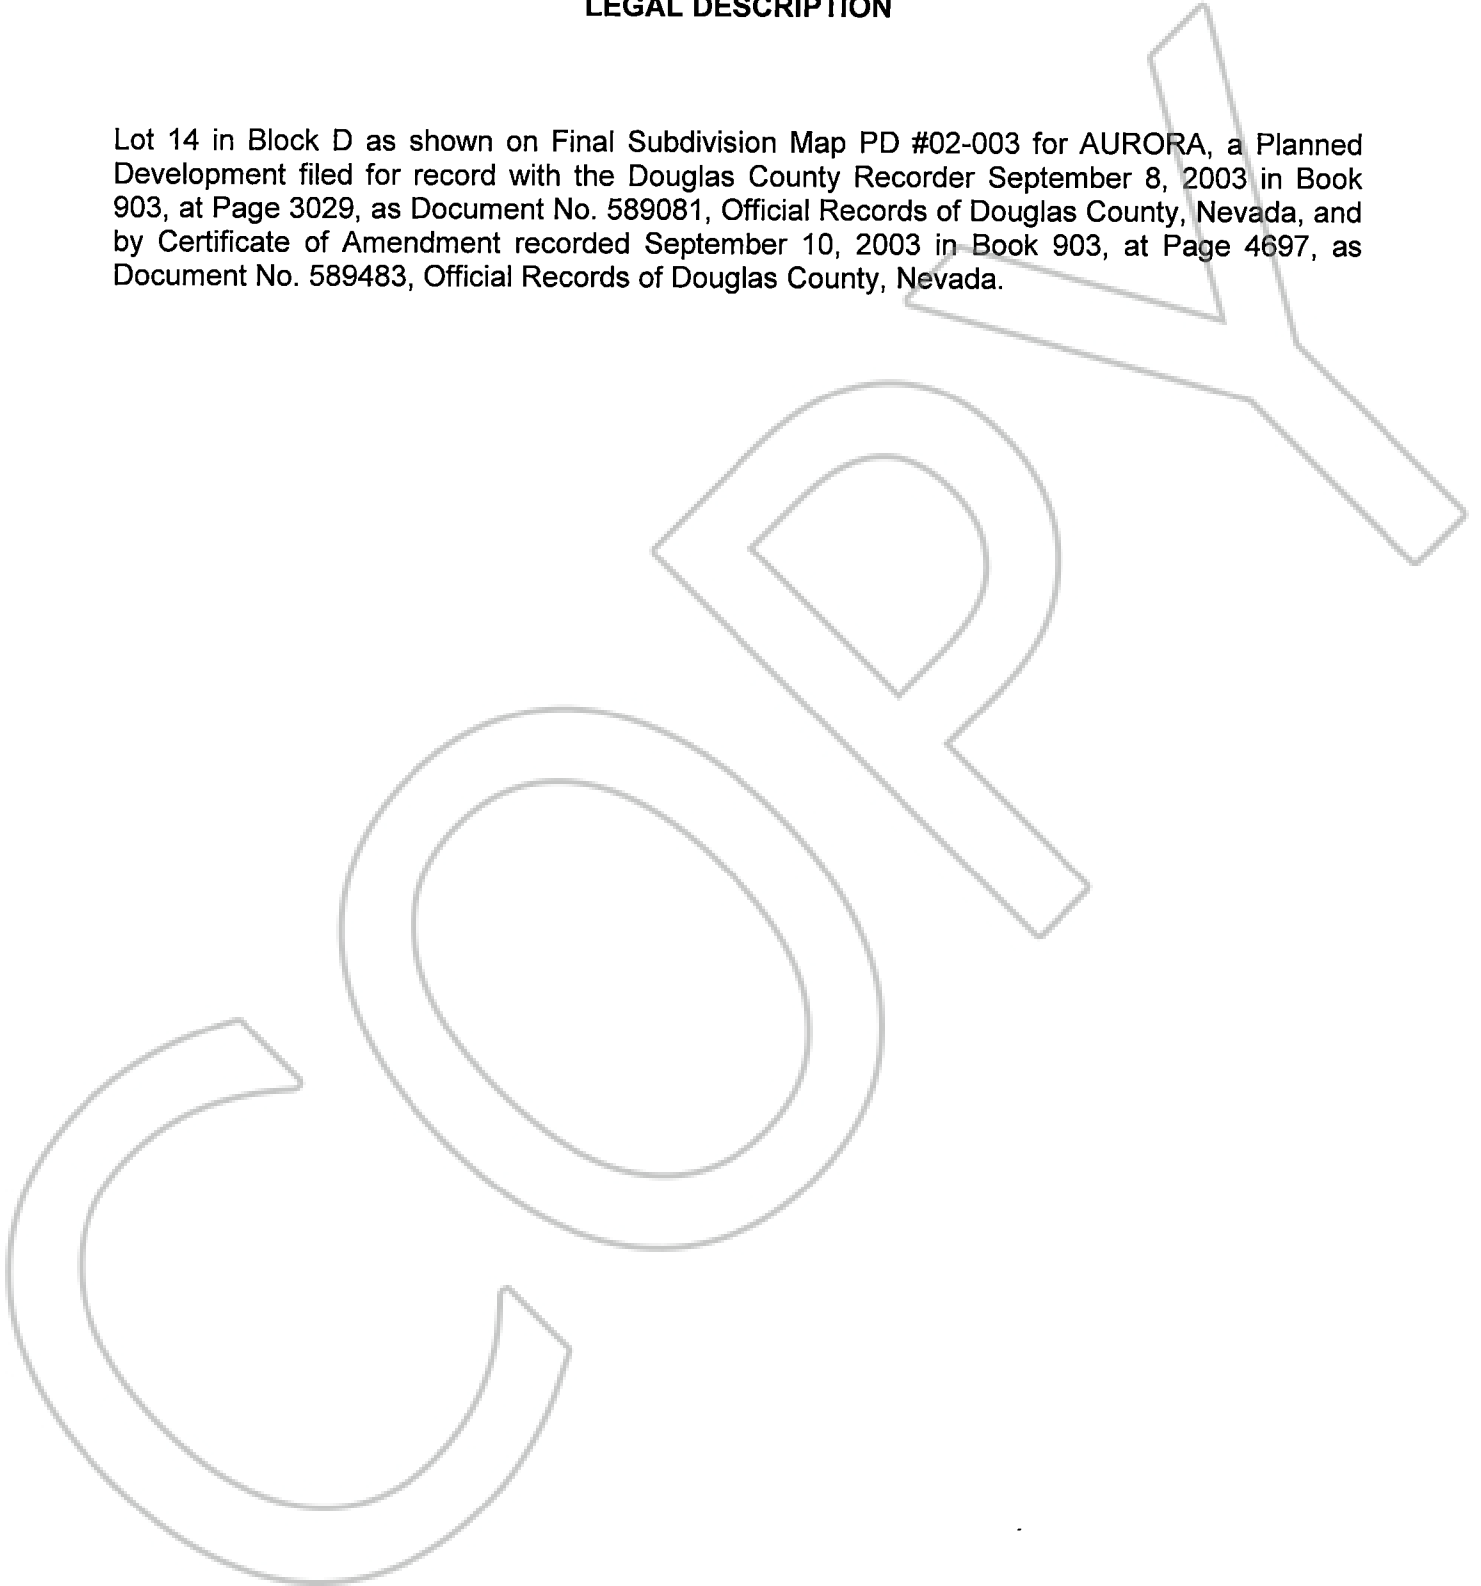 LEGAL DESCRIPTION
Lot 14 in Block D as shown on Final Subdivision Map PD #02-003 for AURORA, a Planned
Development filed for record with the Douglas County Recorder September 8, 2003 in Book
903, at Page 3029, as Document No. 589081, Official Records of Douglas County, Nevada, and
by Certificate of Amendment recorded September 10, 2003 in Book 903, at Page 4697, as
Document No. 589483, Official Records of Douglas County, Nevada.
COPY